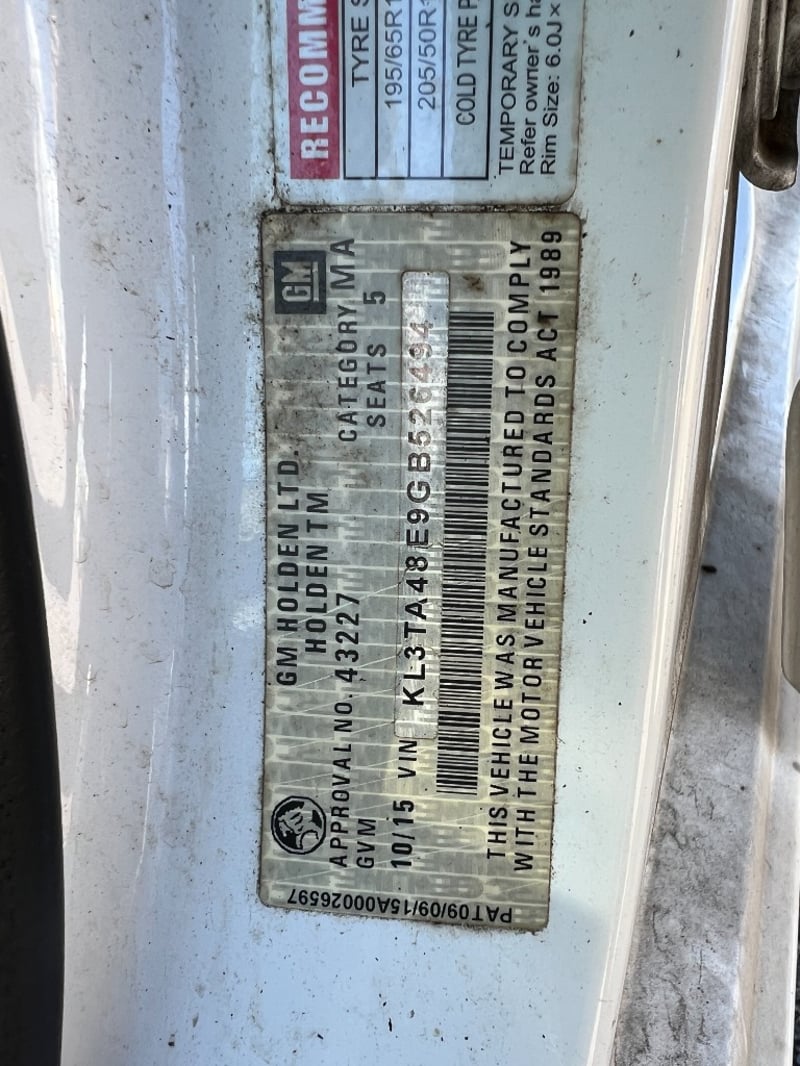 RECOMM
TYRE S
195/65R1
205/50R1
COLD TYRE P
TEMPORARY S
Refer owner's ha
Rim Size: 6.0J×
GM
GM HOLDEN LTD.
HOLDEN TM
CATEGORY MA
APPROVAL NO. 43227 SEATS 5
GVM
10/15 VIN KL3TA48E9GB526494
THIS VEHICLE WAS MANUFACTURED TO COMPLY
WITH THE MOTOR VEHICLE STANDARDS ACT 1989
PAT09/09/15A00026597